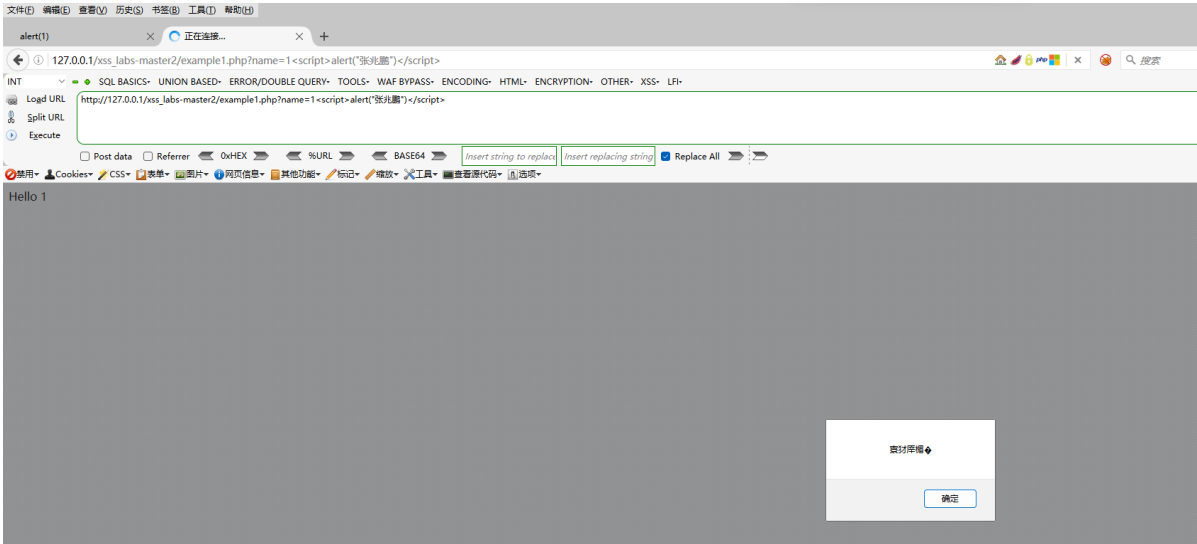 文件(F) 编辑(E) 查看(V) 历史(S) 书签(B) 工具(T) 帮助(H)
alert(1) 正在连接...
127.0.0.1/xss_labs-master2/example1.php?name=1<script>alert("张兆鹏")</script>
php
搜索
INT SQL BASICS UNION BASED ERROR/DOUBLE QUERY TOOLS WAF BYPASS ENCODING HTML ENCRYPTION OTHER XSS LFI
Load URL http://127.0.0.1/xss_labs-master2/example1.php?name=1<script>alert("张兆鹏")</script>
Split URL
Execute
Post data Referrer 0xHEX %URL BASE64 Insert string to replace Insert replacing string Replace All
禁用 Cookies CSS 表单 图片 网页信息 其他功能 标记 缩放 工具 查看源代码 选项
Hello 1
确定